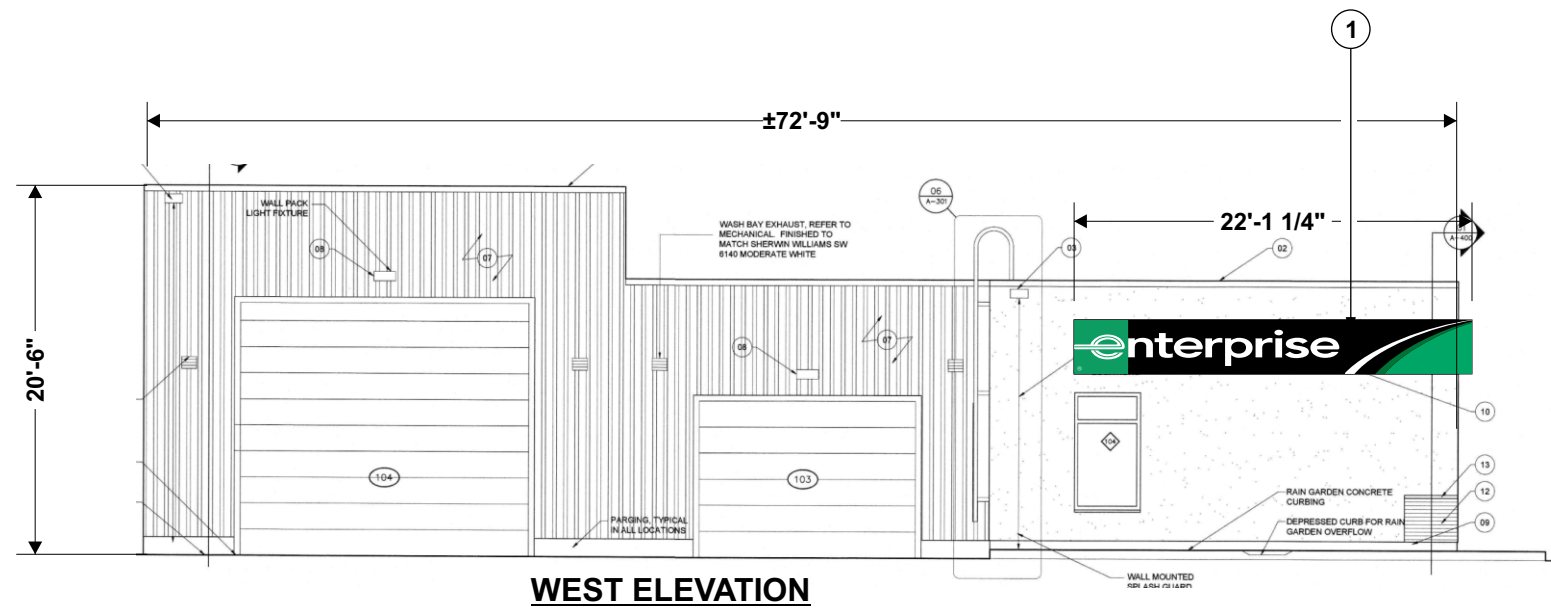 1
±72'-9"
06
A-301
WALL PACK
LIGHT FIXTURE
WASH BAY EXHAUST, REFER TO
MECHANICAL. FINISHED TO
MATCH SHERWIN WILLIAMS SW
6140 MODERATE WHITE
22'-1 1/4"
A-400
08
07
03
02
20'-6"
enterprise
®
08
07
10
104
104
103
13
RAIN GARDEN CONCRETE
CURBING
12
PARGING, TYPICAL
IN ALL LOCATIONS
DEPRESSED CURB FOR RAIN
GARDEN OVERFLOW
09
WALL MOUNTED
SPLASH GUARD
WEST ELEVATION